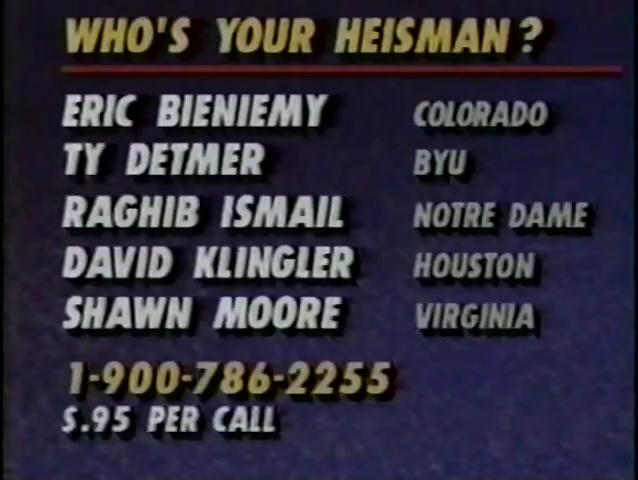 WHO'S YOUR HEISMAN?
ERIC BIENIEMY COLORADO
TY DETMER BYU
RAGHIB ISMAIL NOTRE DAME
DAVID KLINGLER HOUSTON
SHAWN MOORE VIRGINIA
1-900-786-2255
$.95 PER CALL